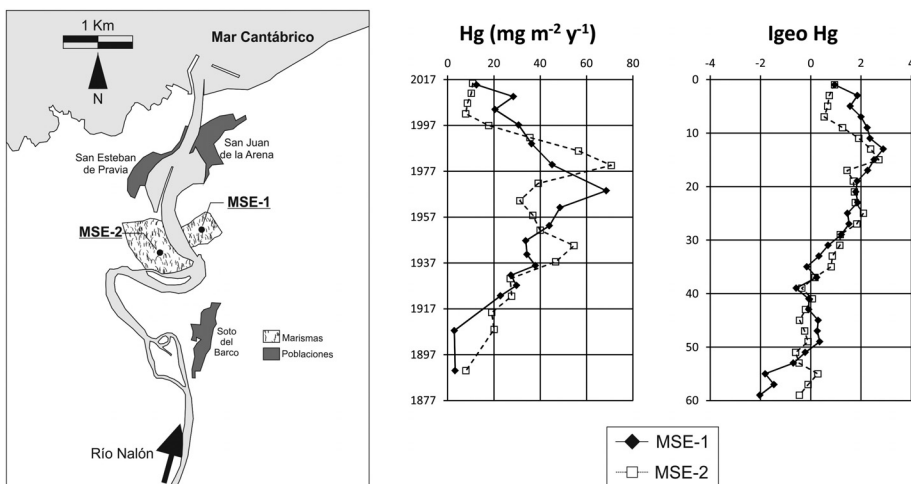 1 Km
Mar Cantábrico
N
San Esteban
de Pravia
San Juan
de la Arena
MSE-1
MSE-2
Soto
del
Barco
Marismas
Poblaciones
Río Nalón
Hg (mg m⁻² y⁻¹)
0 20 40 60 80
2017
1997
1977
1957
1937
1917
1897
1877
Igeo Hg
-4 -2 0 2 4
0
10
20
30
40
50
60
MSE-1
MSE-2